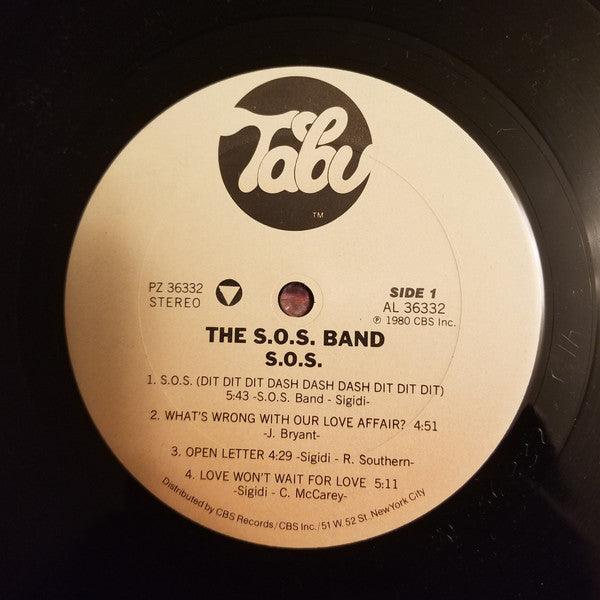 Tabu
TM
PZ 36332
STEREO
SIDE 1
AL 36332
℗ 1980 CBS Inc.
THE S.O.S. BAND
S.O.S.
1. S.O.S. (DIT DIT DIT DASH DASH DASH DIT DIT DIT)
5:43 -S.O.S. Band - Sigidi-
2. WHAT'S WRONG WITH OUR LOVE AFFAIR? 4:51
-J. Bryant-
3. OPEN LETTER 4:29 -Sigidi - R. Southern-
4. LOVE WON'T WAIT FOR LOVE 5:11
-Sigidi - C. McCarey-
Distributed by CBS Records/CBS Inc./51 W. 52 St. New York City